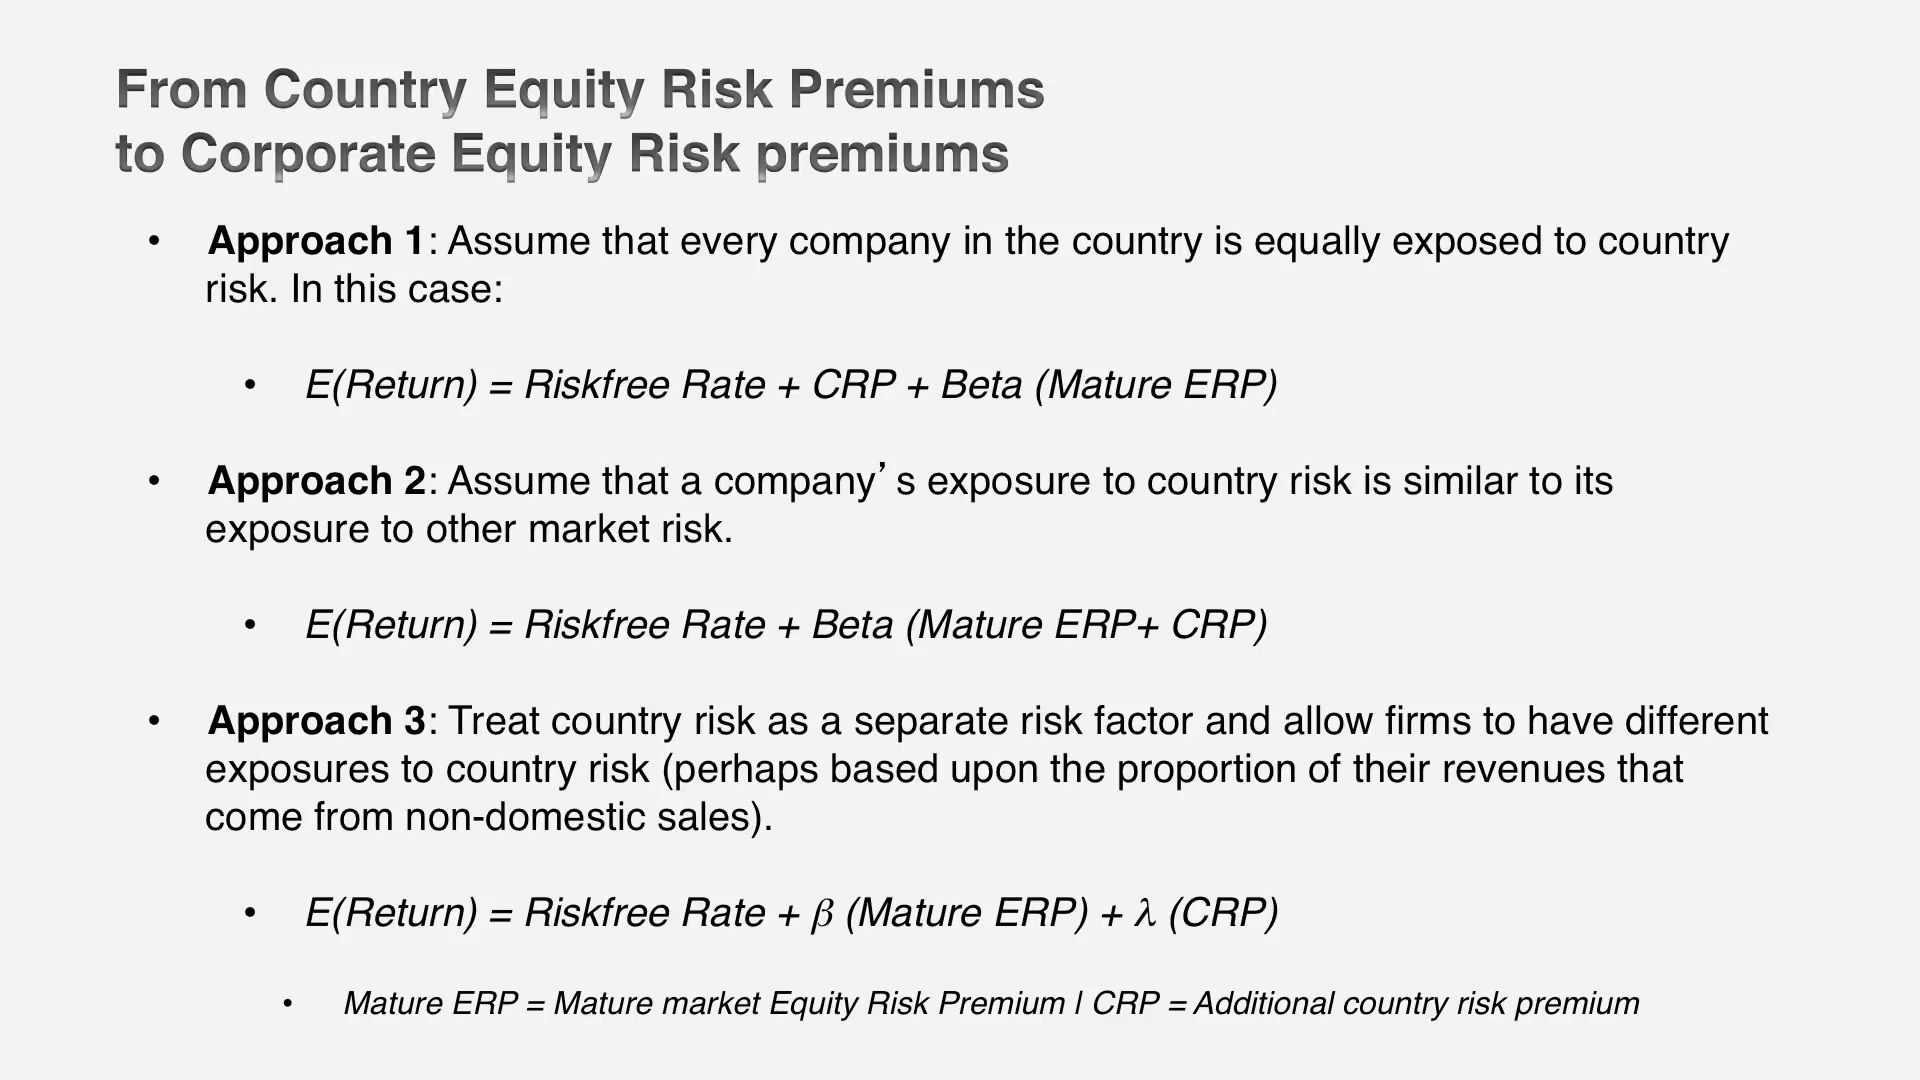 From Country Equity Risk Premiums
to Corporate Equity Risk premiums
• Approach 1: Assume that every company in the country is equally exposed to country
risk. In this case:
• E(Return) = Riskfree Rate + CRP + Beta (Mature ERP)
• Approach 2: Assume that a company’ s exposure to country risk is similar to its
exposure to other market risk.
• E(Return) = Riskfree Rate + Beta (Mature ERP+ CRP)
• Approach 3: Treat country risk as a separate risk factor and allow firms to have different
exposures to country risk (perhaps based upon the proportion of their revenues that
come from non-domestic sales).
• E(Return) = Riskfree Rate + β (Mature ERP) + λ (CRP)
• Mature ERP = Mature market Equity Risk Premium | CRP = Additional country risk premium